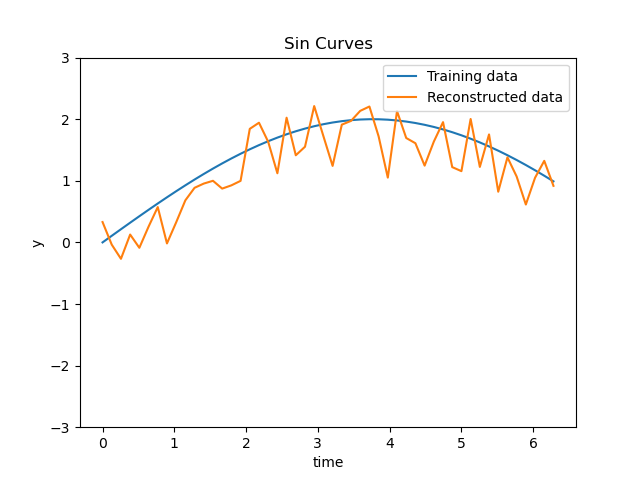 Sin Curves
Training data
Reconstructed data
3
2
1
0
−1
−2
−3
y
0 1 2 3 4 5 6
time